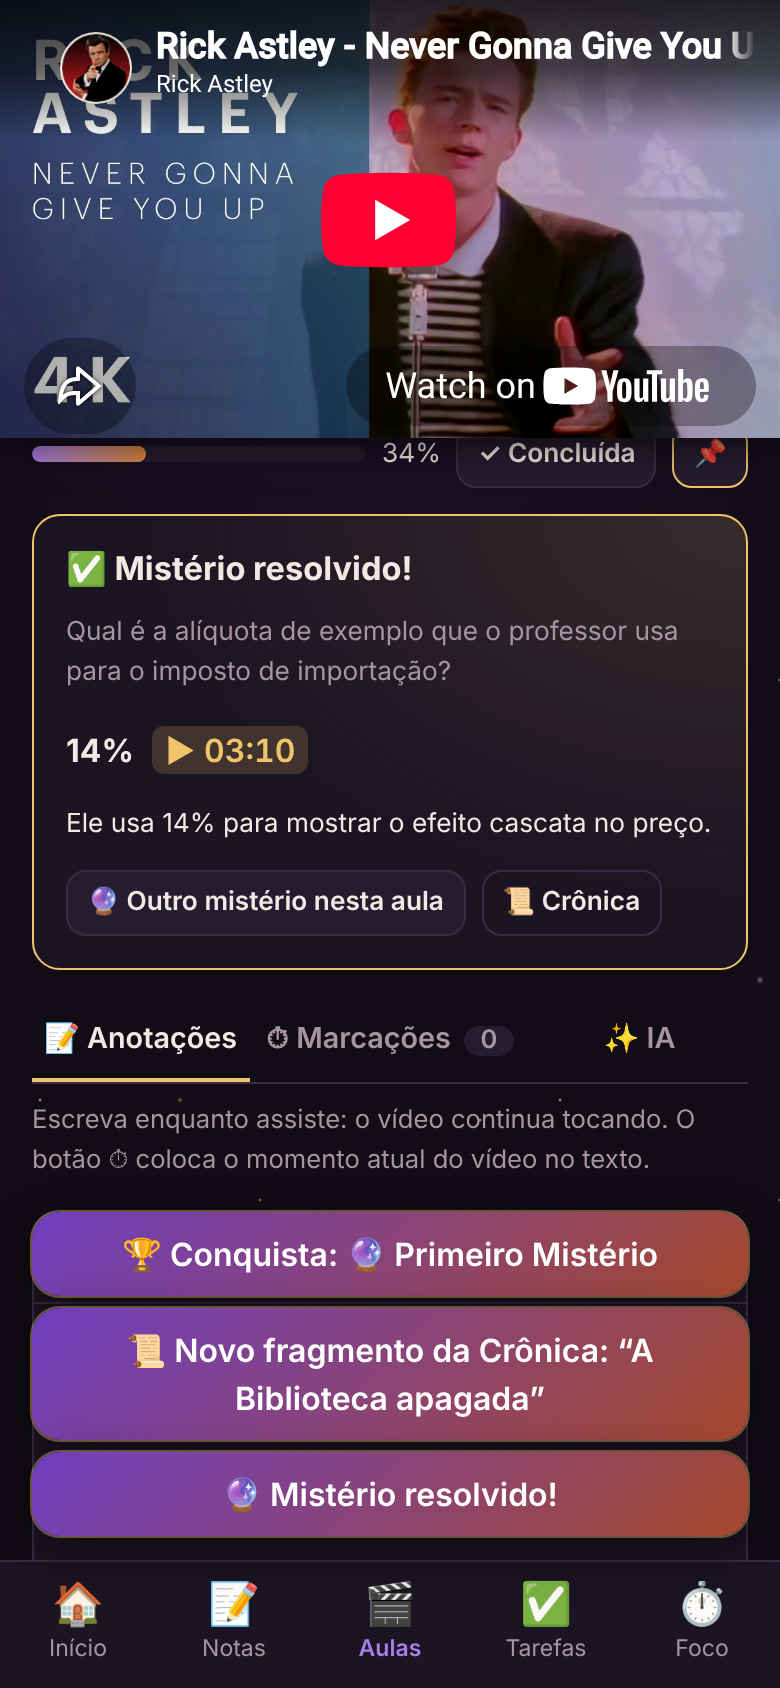 Rick Astley - Never Gonna Give You U
Rick Astley
RICK
ASTLEY
NEVER GONNA
GIVE YOU UP
4K
Watch on YouTube
34%
✓ Concluída
📌
✅ Mistério resolvido!
Qual é a alíquota de exemplo que o professor usa
para o imposto de importação?
14% ▶ 03:10
Ele usa 14% para mostrar o efeito cascata no preço.
🔮 Outro mistério nesta aula
📜 Crônica
📝 Anotações
⏱ Marcações 0
✨ IA
Escreva enquanto assiste: o vídeo continua tocando. O
botão ⏱ coloca o momento atual do vídeo no texto.
🏆 Conquista: 🔮 Primeiro Mistério
📜 Novo fragmento da Crônica: “A
Biblioteca apagada”
🔮 Mistério resolvido!
Início
Notas
Aulas
Tarefas
Foco